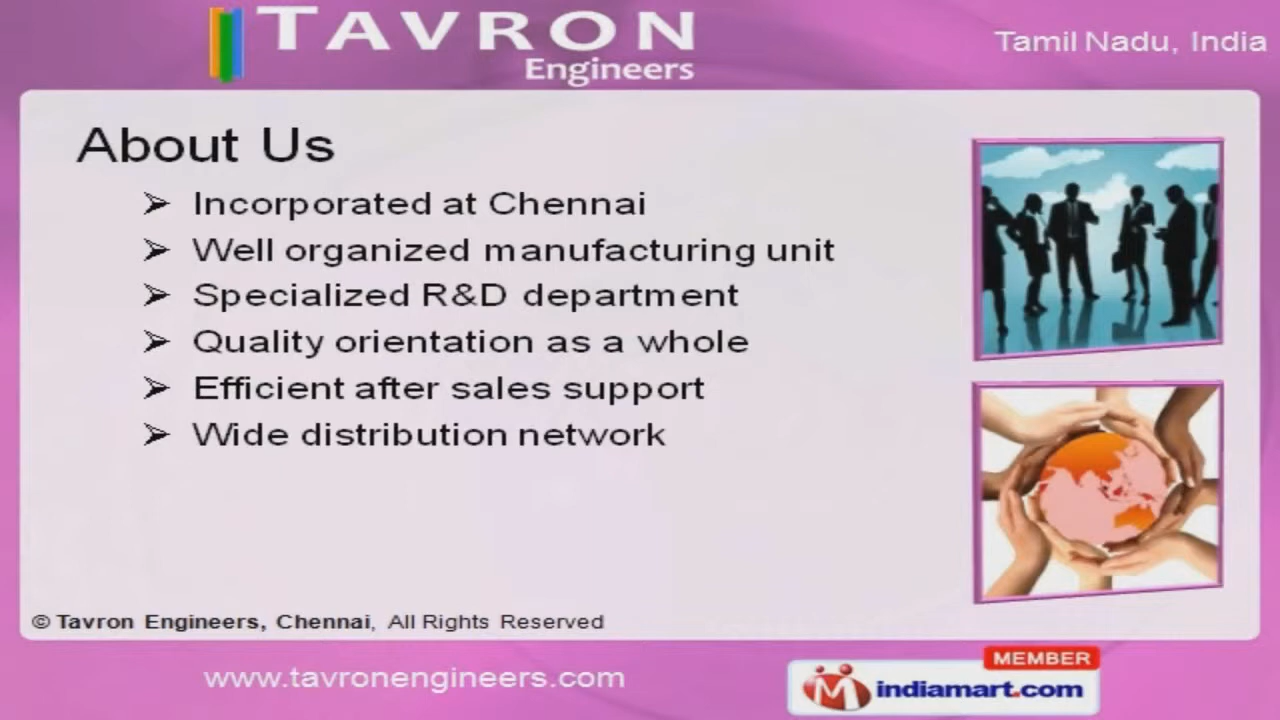 TAVRON
Engineers
Tamil Nadu, India
About Us
➢ Incorporated at Chennai
➢ Well organized manufacturing unit
➢ Specialized R&D department
➢ Quality orientation as a whole
➢ Efficient after sales support
➢ Wide distribution network
© Tavron Engineers, Chennai, All Rights Reserved
www.tavronengineers.com
MEMBER
indiamart.com